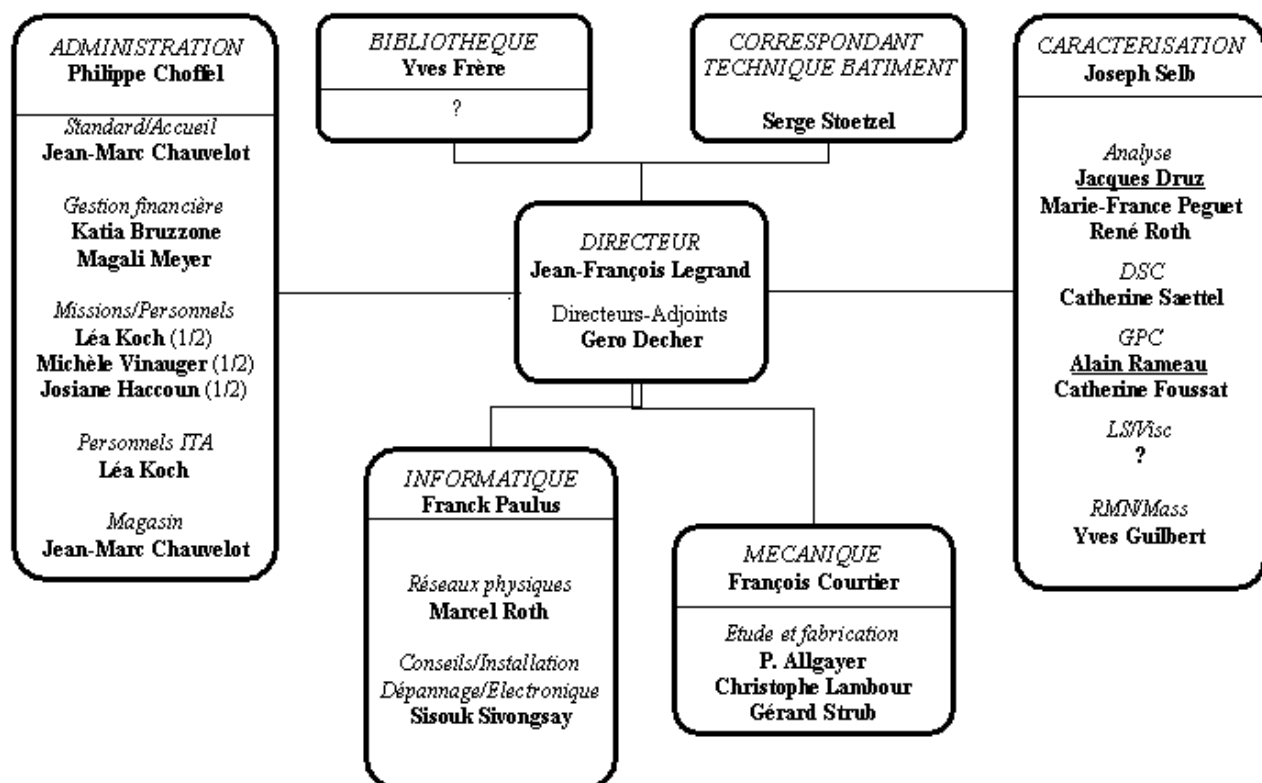 ADMINISTRATION
Philippe Choffel
Standard/Accueil
Jean-Marc Chauvelot
Gestion financière
Katia Bruzzone
Magali Meyer
Missions/Personnels
Léa Koch (1/2)
Michèle Vinauger (1/2)
Josiane Haccoun (1/2)
Personnels ITA
Léa Koch
Magasin
Jean-Marc Chauvelot
BIBLIOTHEQUE
Yves Frère
?
CORRESPONDANT
TECHNIQUE BATIMENT
Serge Stoetzel
CARACTERISATION
Joseph Selb
Analyse
Jacques Druz
Marie-France Peguet
René Roth
DSC
Catherine Saettel
GPC
Alain Rameau
Catherine Foussat
LS/Visc
?
RMN/Mass
Yves Guilbert
DIRECTEUR
Jean-François Legrand
Directeurs-Adjoints
Gero Decher
INFORMATIQUE
Franck Paulus
Réseaux physiques
Marcel Roth
Conseils/Installation
Dépannage/Electronique
Sisouk Sivongsay
MECANIQUE
François Courtier
Etude et fabrication
P. Allgayer
Christophe Lambour
Gérard Strub